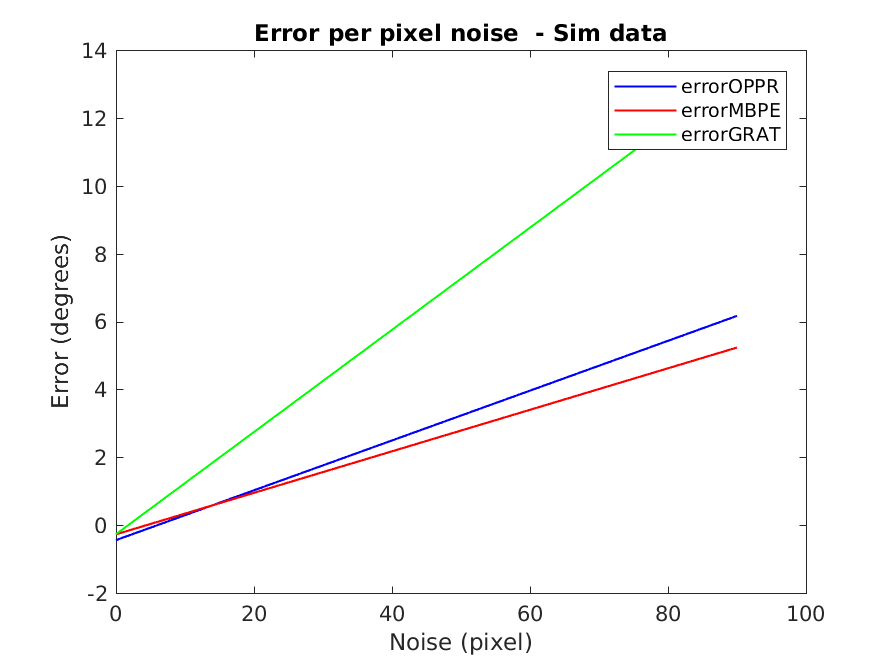 Error per pixel noise  - Sim data
14
errorOPPR
errorMBPE
errorGRAT
12
10
8
6
4
2
0
-2
Error (degrees)
0 20 40 60 80 100
Noise (pixel)